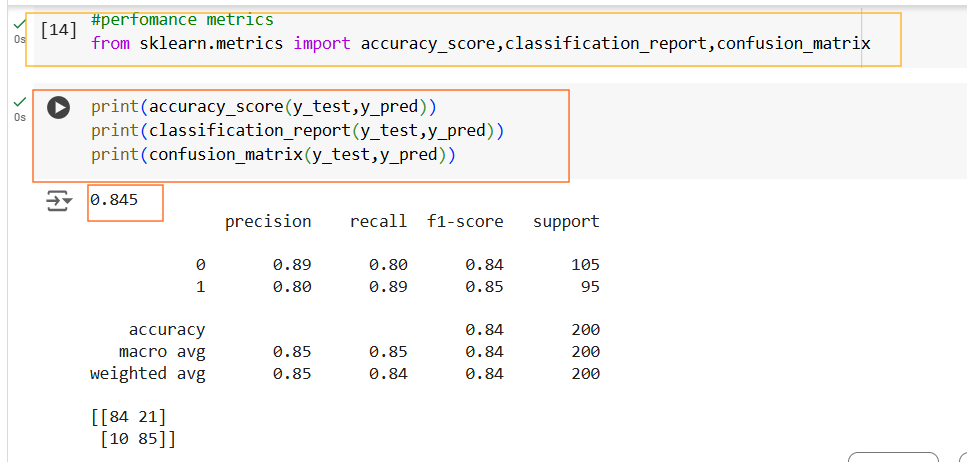 #perfomance metrics
[14] from sklearn.metrics import accuracy_score,classification_report,confusion_matrix
0s
print(accuracy_score(y_test,y_pred))
0s
print(classification_report(y_test,y_pred))
print(confusion_matrix(y_test,y_pred))
0.845
precision recall f1-score support
0 0.89 0.80 0.84 105
1 0.80 0.89 0.85 95
accuracy 0.84 200
macro avg 0.85 0.85 0.84 200
weighted avg 0.85 0.84 0.84 200
[[84 21]
[10 85]]